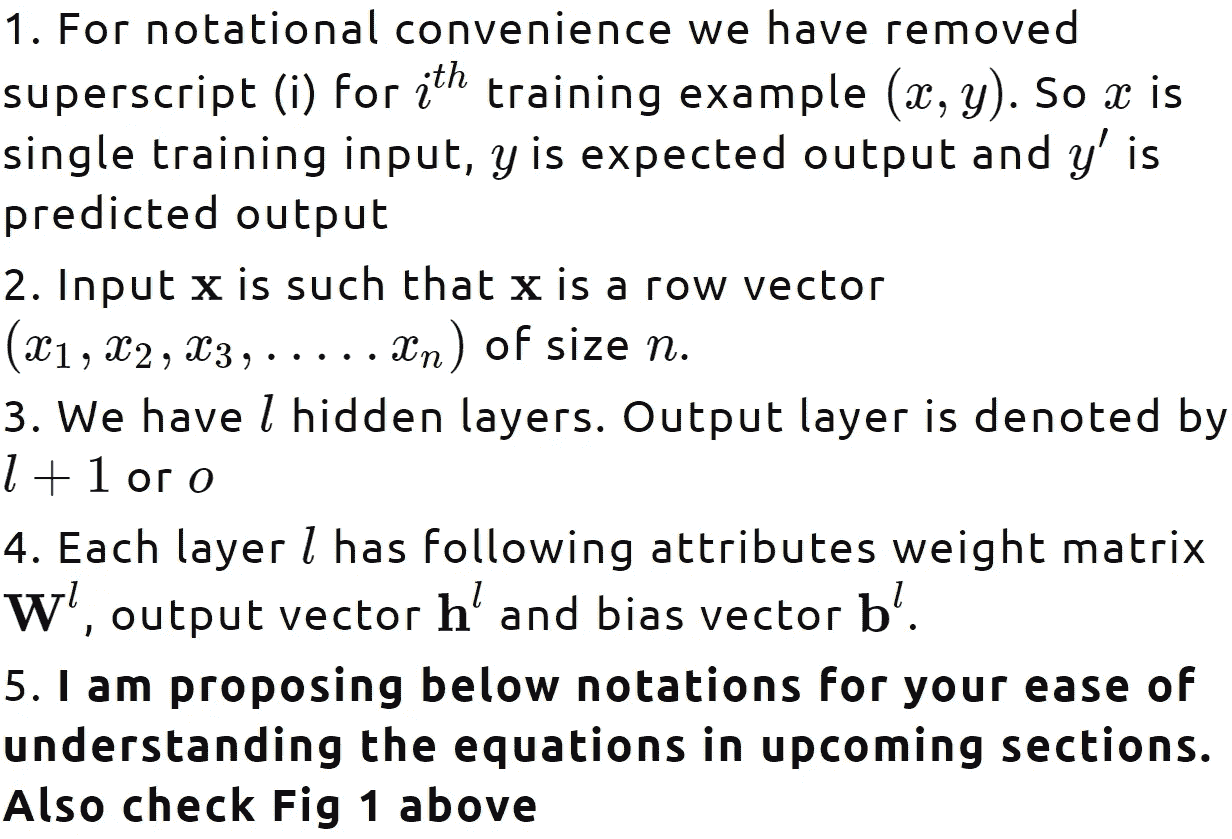 1. For notational convenience we have removed
superscript (i) for $i^{th}$ training example $(x, y)$. So $x$ is
single training input, $y$ is expected output and $y'$ is
predicted output
2. Input $\mathbf{x}$ is such that $\mathbf{x}$ is a row vector
$(x_1, x_2, x_3, ..... x_n)$ of size $n$.
3. We have $l$ hidden layers. Output layer is denoted by
$l + 1$ or $o$
4. Each layer $l$ has following attributes weight matrix
$\mathbf{W}^l$, output vector $\mathbf{h}^l$ and bias vector $\mathbf{b}^l$.
5. I am proposing below notations for your ease of
understanding the equations in upcoming sections.
Also check Fig 1 above